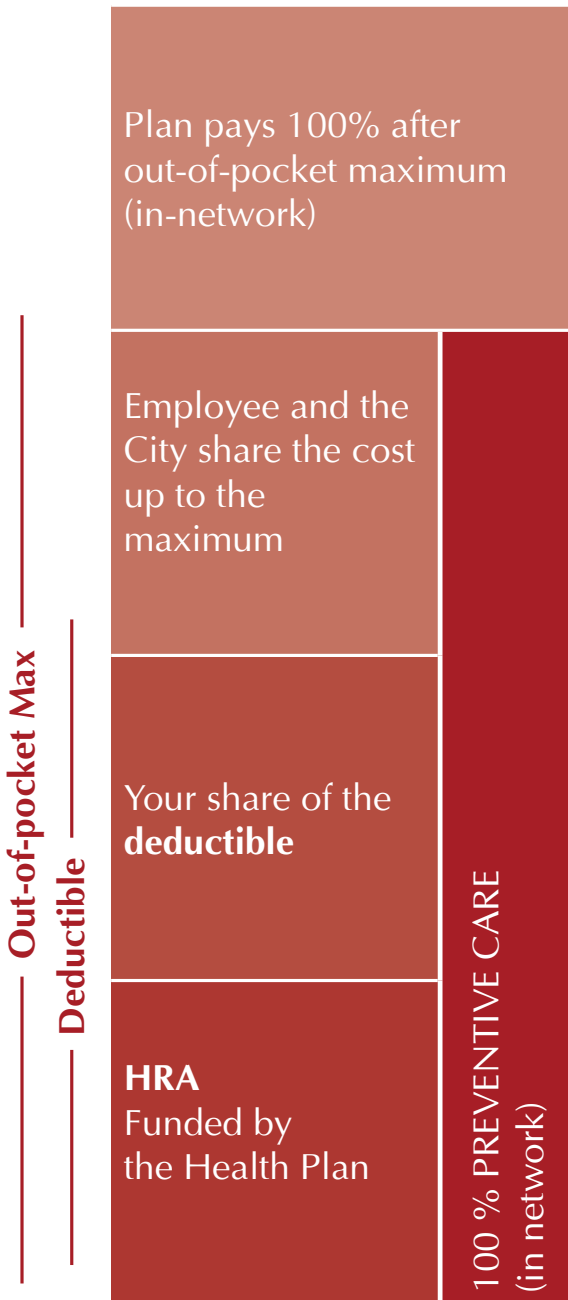 Plan pays 100% after
out-of-pocket maximum
(in-network)
Employee and the
City share the cost
up to the
maximum
Your share of the
deductible
HRA
Funded by
the Health Plan
Out-of-pocket Max
Deductible
100 % PREVENTIVE CARE
(in network)